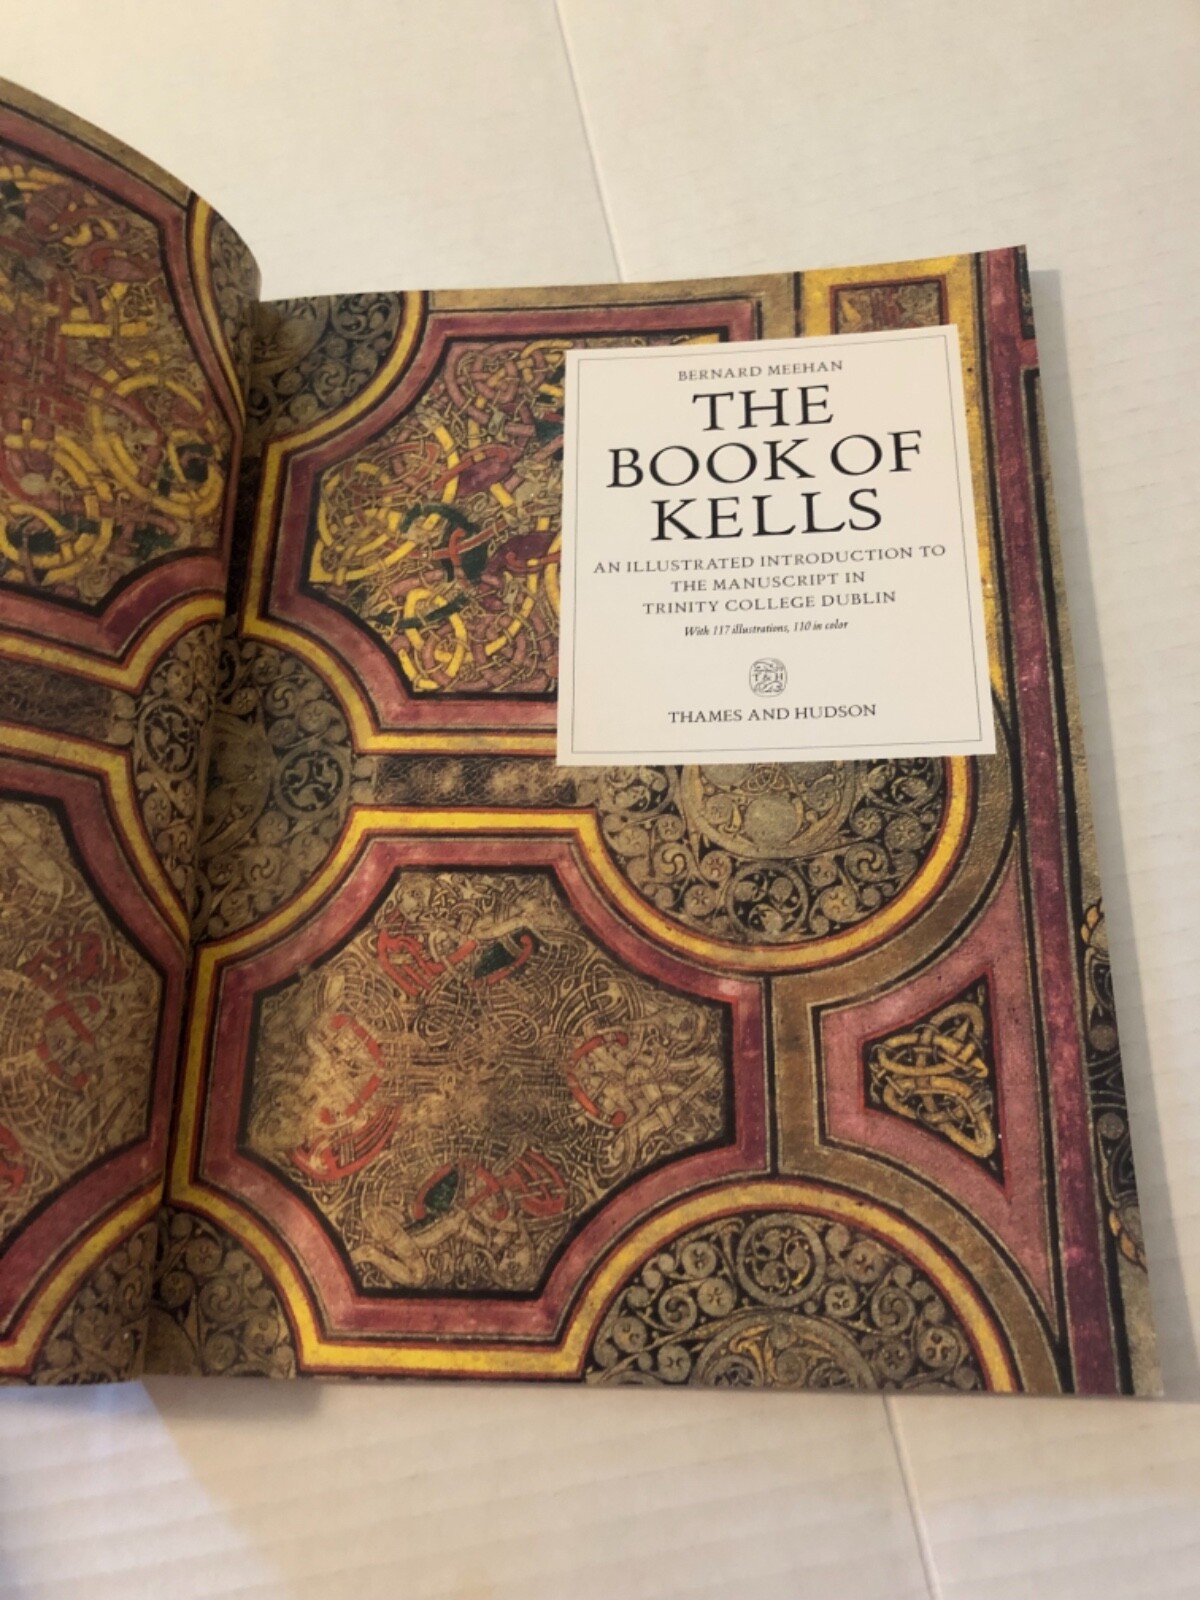 BERNARD MEEHAN
THE
BOOK OF
KELLS
AN ILLUSTRATED INTRODUCTION TO
THE MANUSCRIPT IN
TRINITY COLLEGE DUBLIN
With 117 illustrations, 110 in color
T&H
THAMES AND HUDSON